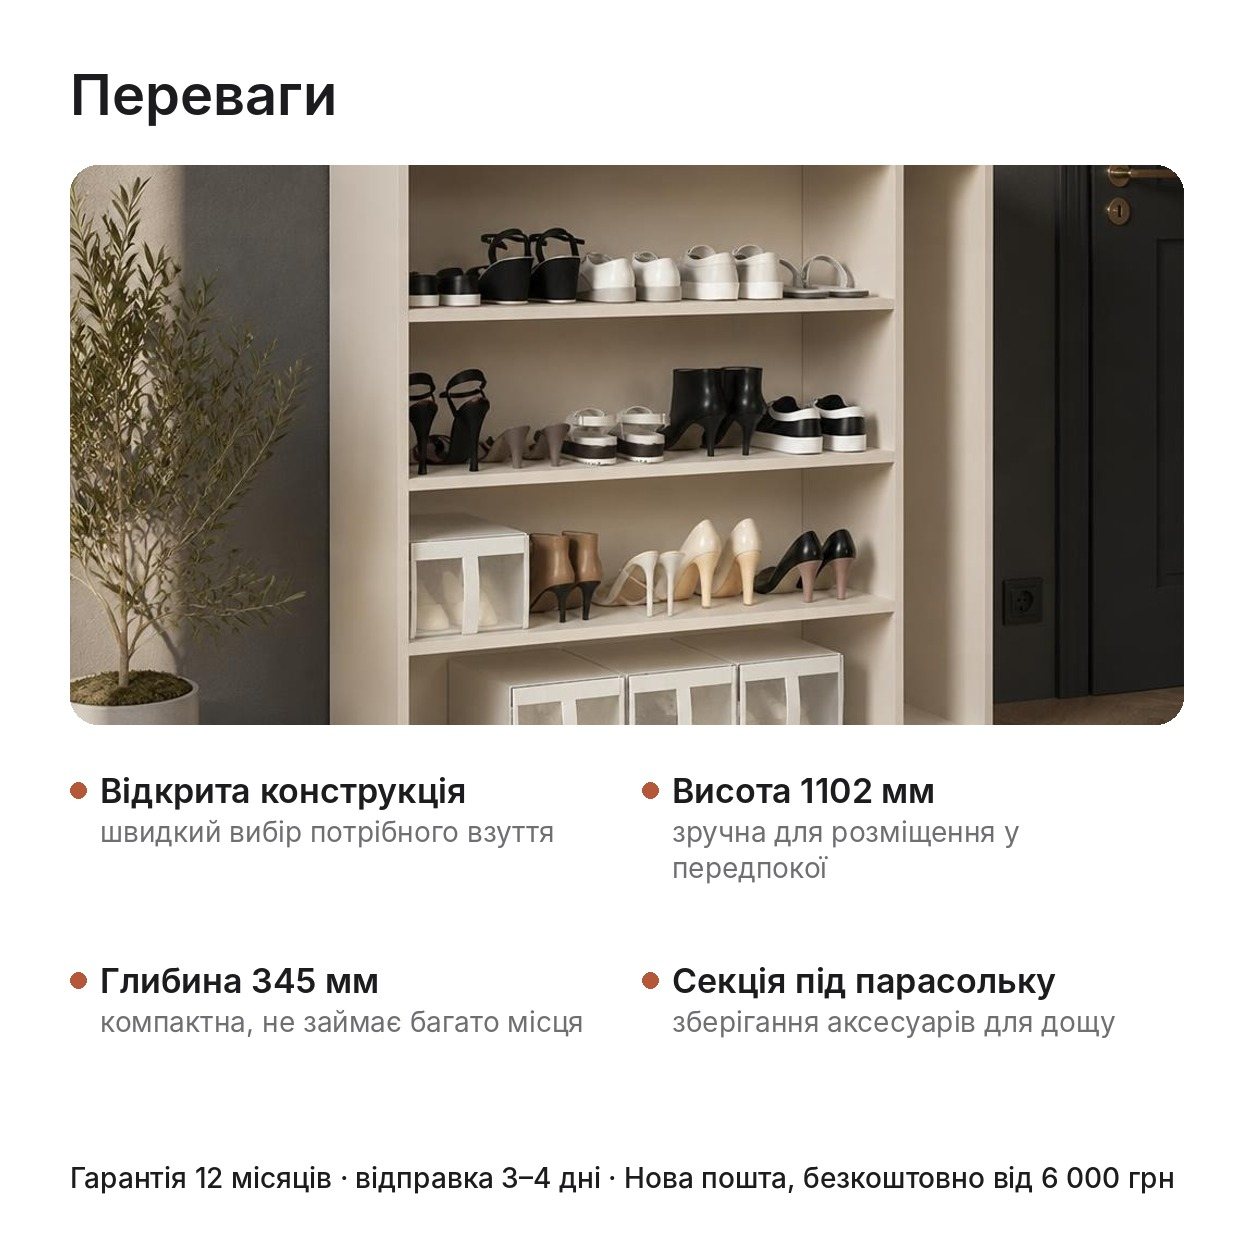 Переваги
Відкрита конструкція
швидкий вибір потрібного взуття
Висота 1102 мм
зручна для розміщення у
передпокої
Глибина 345 мм
компактна, не займає багато місця
Секція під парасольку
зберігання аксесуарів для дощу
Гарантія 12 місяців · відправка 3–4 дні · Нова пошта, безкоштовно від 6 000 грн